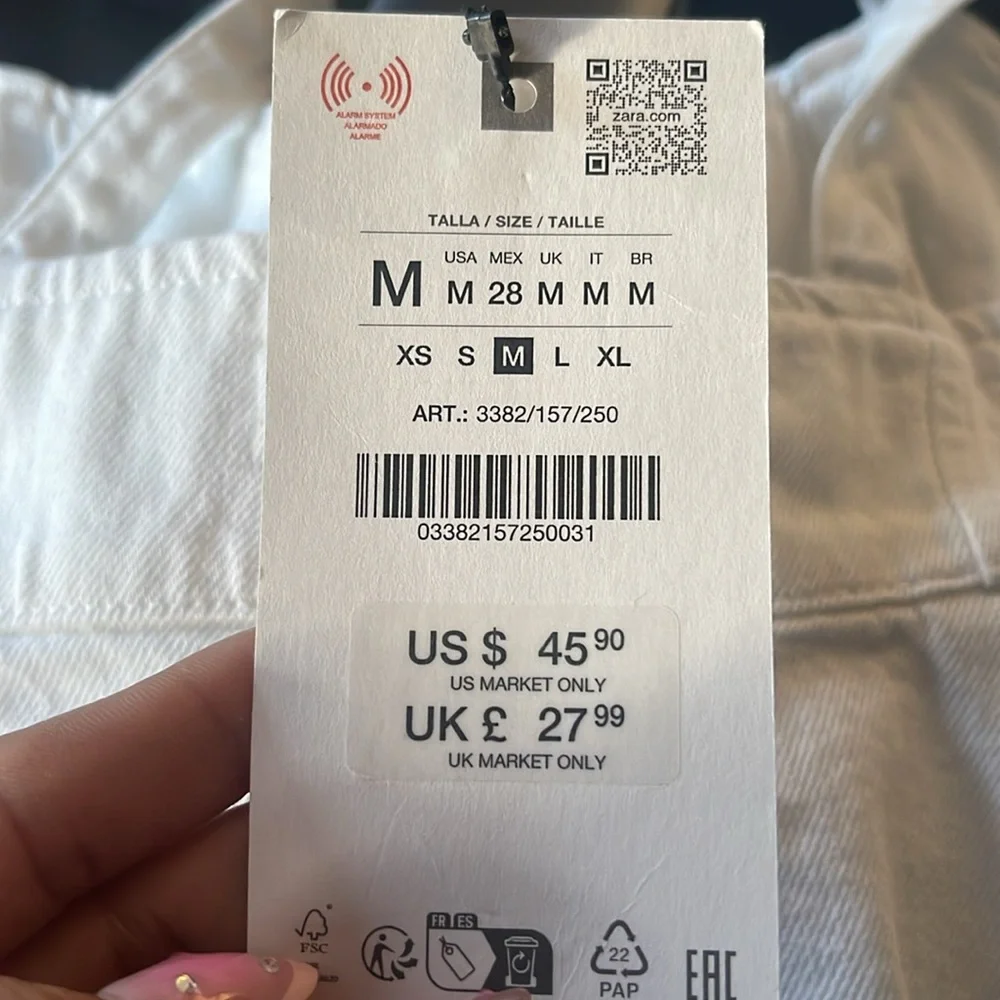 ALARM SYSTEM
ALARMADO
ALARME
zara.com
TALLA / SIZE / TAILLE
USA MEX UK IT BR
M M 28 M M M
XS S M L XL
ART.: 3382/157/250
03382157250031
US $ 45 90
US MARKET ONLY
UK £ 27 99
UK MARKET ONLY
FR ES
FSC
22
PAP
EAC